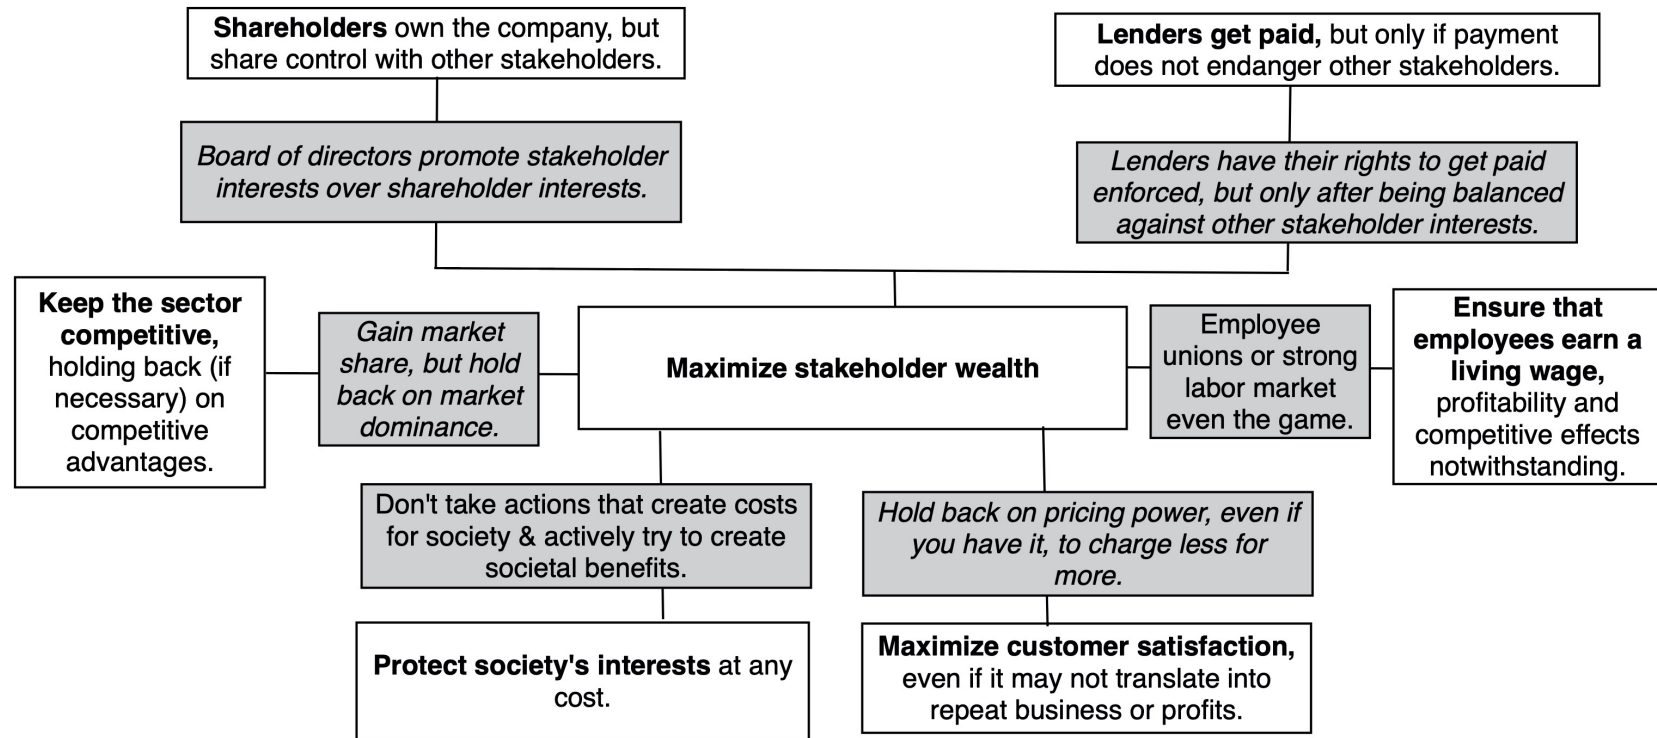 Shareholders own the company, but
share control with other stakeholders.
Lenders get paid, but only if payment
does not endanger other stakeholders.
Board of directors promote stakeholder
interests over shareholder interests.
Lenders have their rights to get paid
enforced, but only after being balanced
against other stakeholder interests.
Keep the sector
competitive,
holding back (if
necessary) on
competitive
advantages.
Gain market
share, but hold
back on market
dominance.
Maximize stakeholder wealth
Employee
unions or strong
labor market
even the game.
Ensure that
employees earn a
living wage,
profitability and
competitive effects
notwithstanding.
Don't take actions that create costs
for society & actively try to create
societal benefits.
Hold back on pricing power, even if
you have it, to charge less for
more.
Protect society's interests at any
cost.
Maximize customer satisfaction,
even if it may not translate into
repeat business or profits.